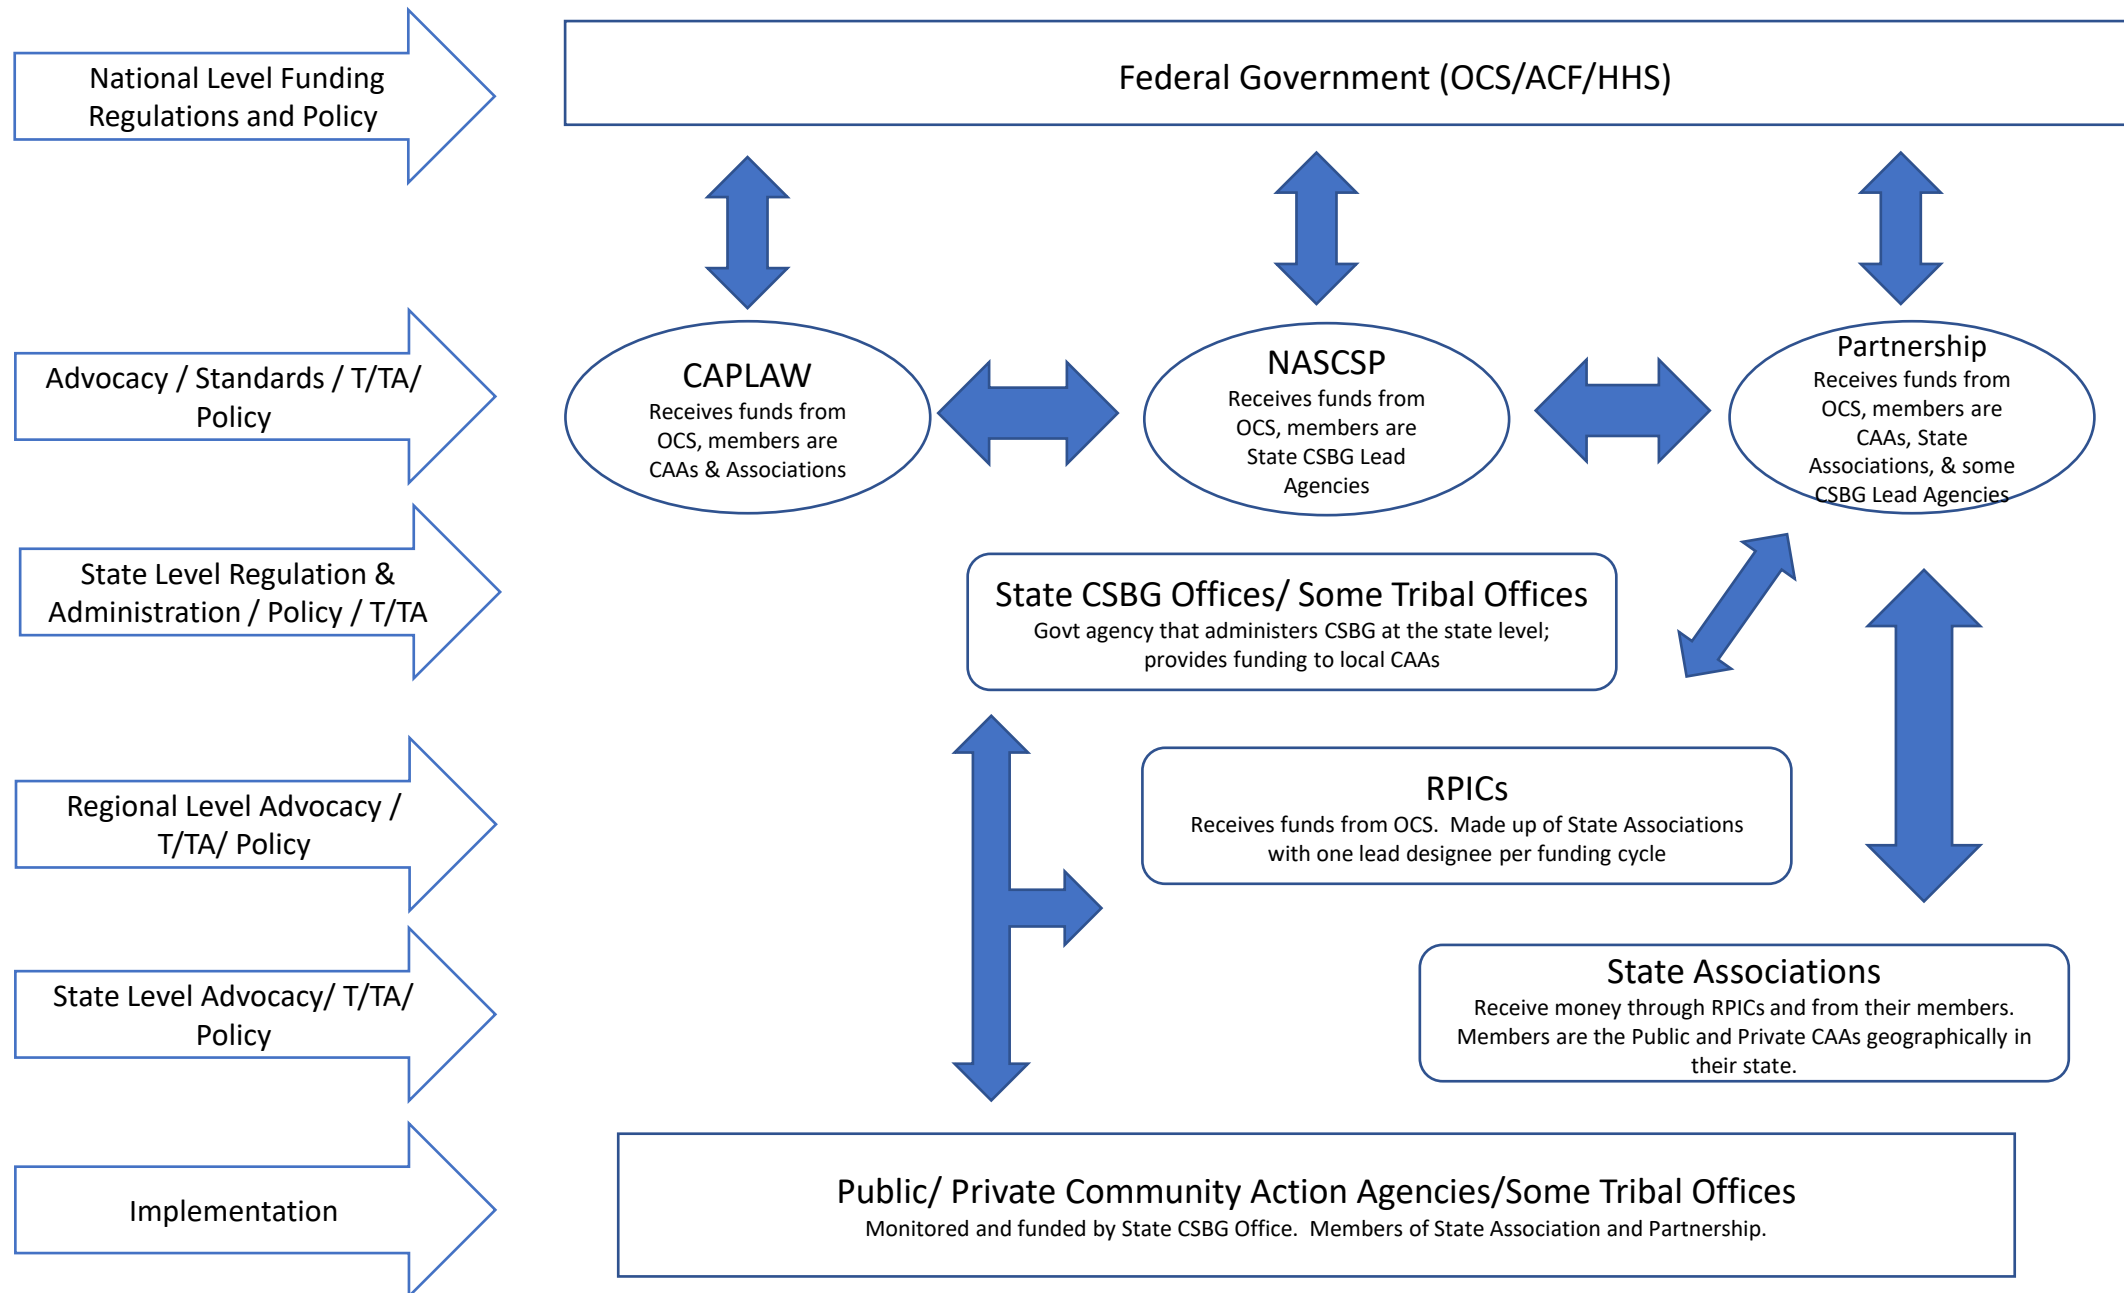 National Level Funding
Regulations and Policy
Federal Government (OCS/ACF/HHS)
Advocacy / Standards / T/TA/
Policy
CAPLAW
Receives funds from
OCS, members are
CAAs & Associations
NASCSP
Receives funds from
OCS, members are
State CSBG Lead
Agencies
Partnership
Receives funds from
OCS, members are
CAAs, State
Associations, & some
CSBG Lead Agencies
State Level Regulation &
Administration / Policy / T/TA
State CSBG Offices/ Some Tribal Offices
Govt agency that administers CSBG at the state level;
provides funding to local CAAs
Regional Level Advocacy /
T/TA/ Policy
RPICs
Receives funds from OCS.  Made up of State Associations
with one lead designee per funding cycle
State Level Advocacy/ T/TA/
Policy
State Associations
Receive money through RPICs and from their members.
Members are the Public and Private CAAs geographically in
their state.
Implementation
Public/ Private Community Action Agencies/Some Tribal Offices
Monitored and funded by State CSBG Office.  Members of State Association and Partnership.